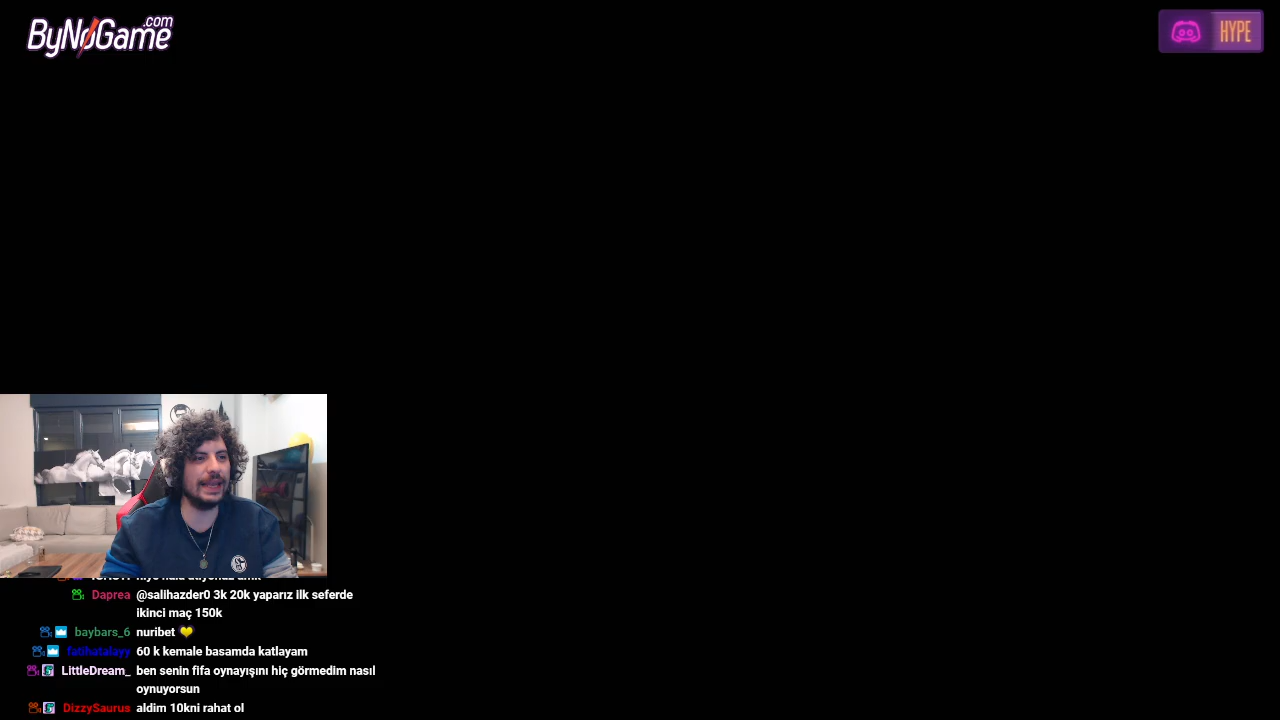 ByNoGame.com
HYPE
Daprea @salihazder0 3k 20k yaparız ilk seferde
ikinci maç 150k
baybars_6 nuribet 💛
fatihatalayy 60 k kemale basamda katlayam
LittleDream_ ben senin fifa oynayışını hiç görmedim nasıl
oynuyorsun
DizzySaurus aldim 10kni rahat ol